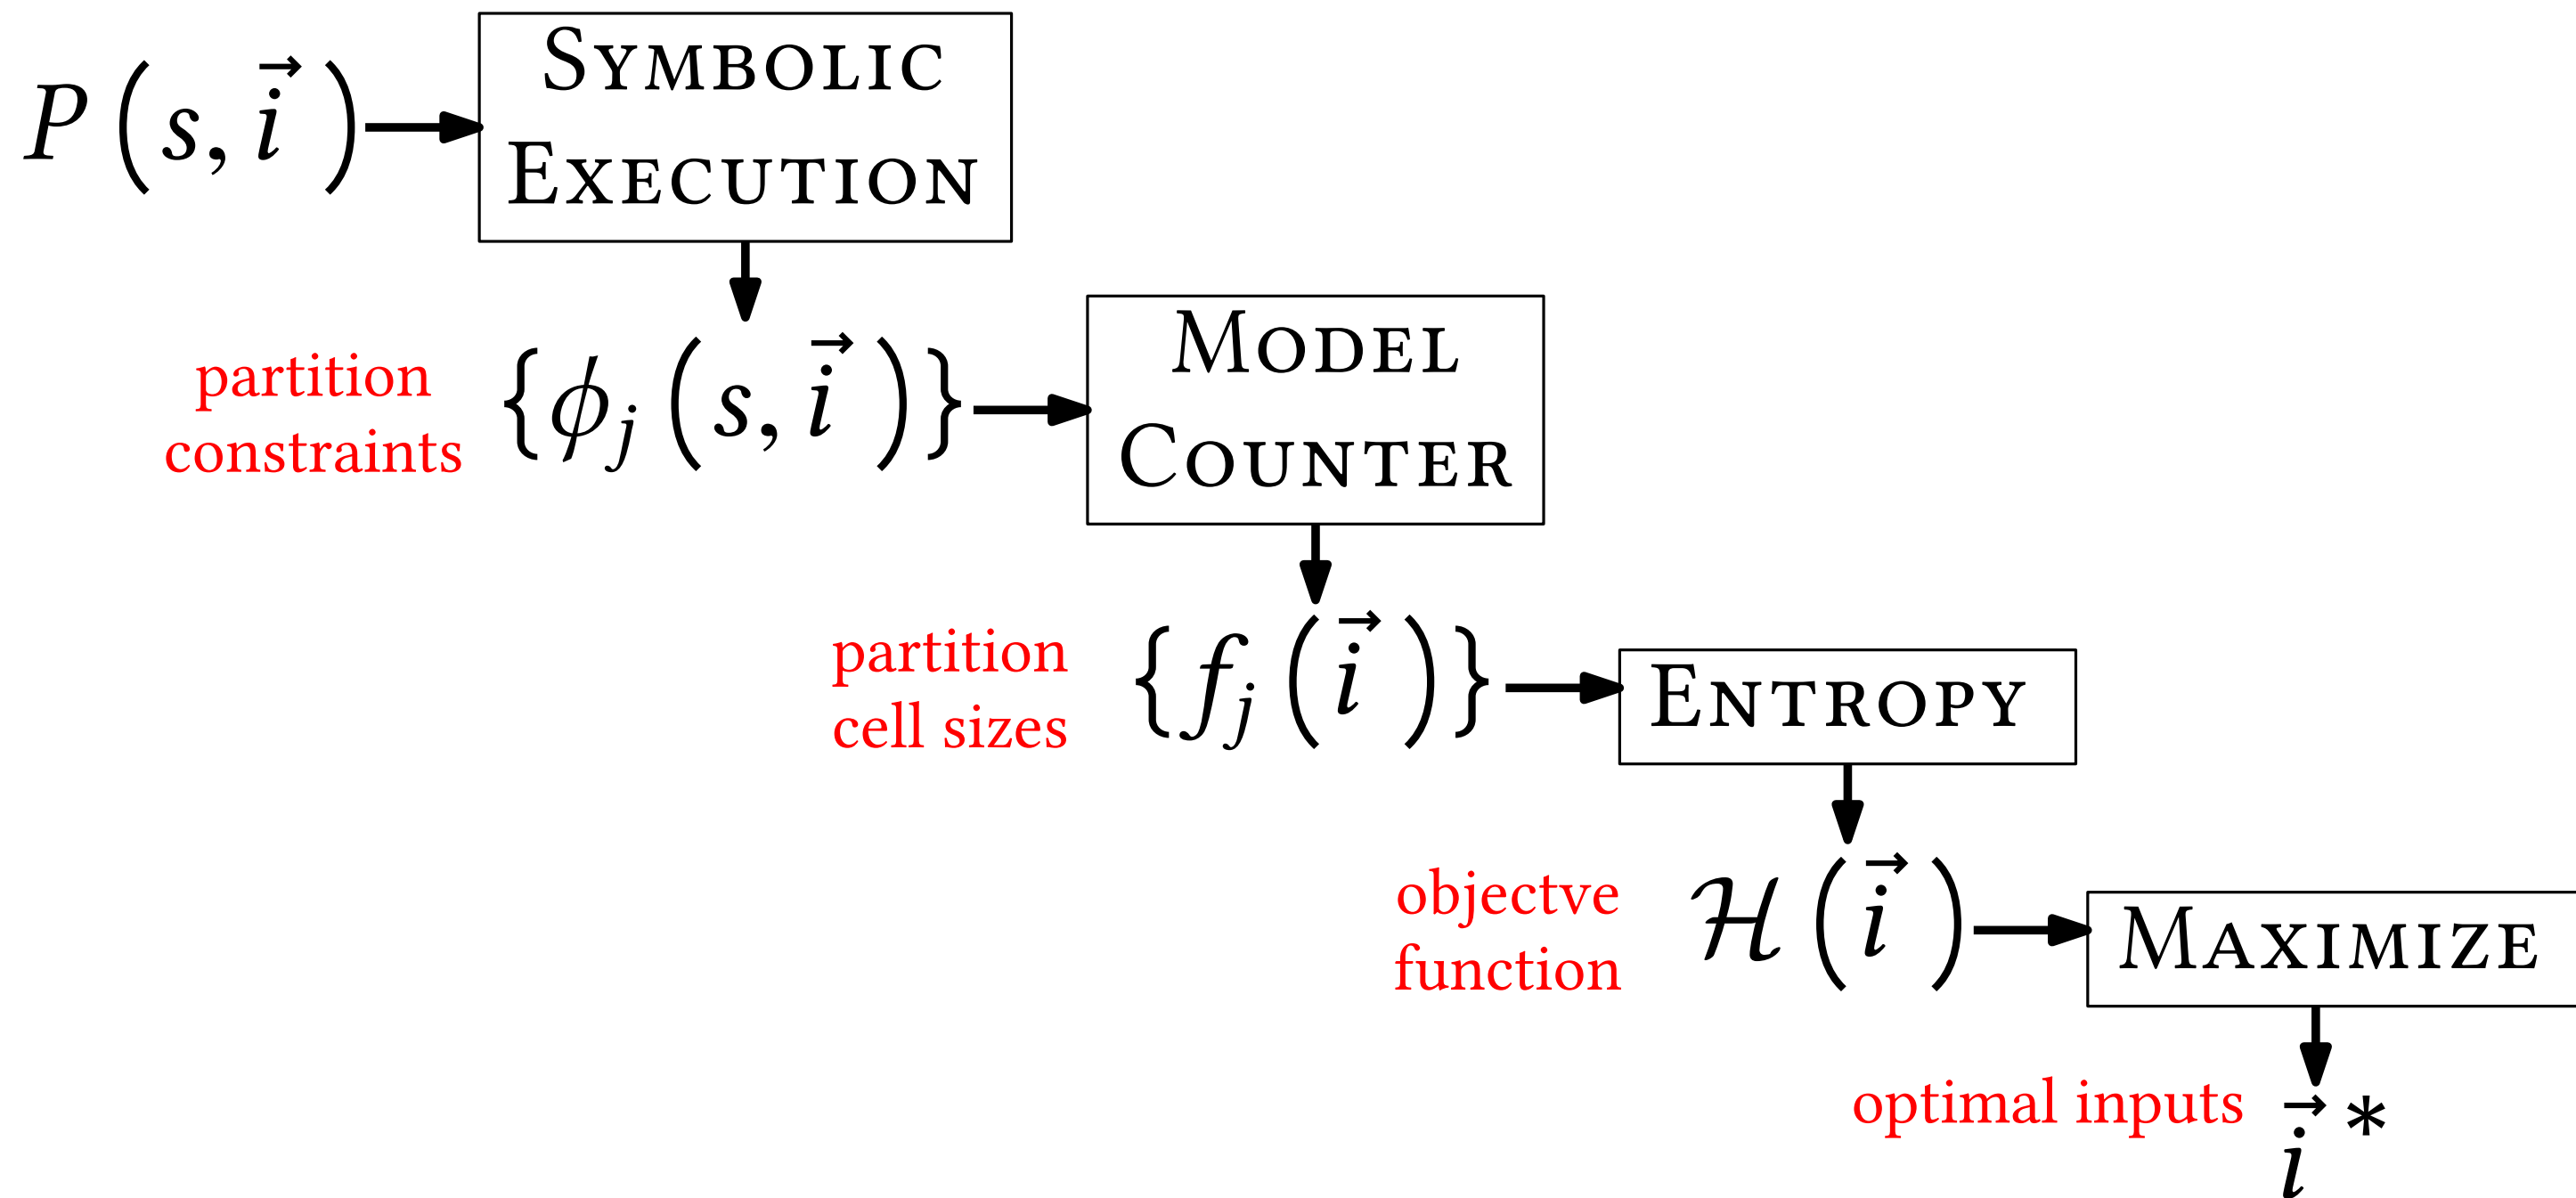 P(s, i⃗)
SYMBOLIC
EXECUTION
partition
constraints
{ϕⱼ(s, i⃗)}
MODEL
COUNTER
partition
cell sizes
{fⱼ(i⃗)}
ENTROPY
objectve
function
ℋ(i⃗)
MAXIMIZE
optimal inputs
i⃗*